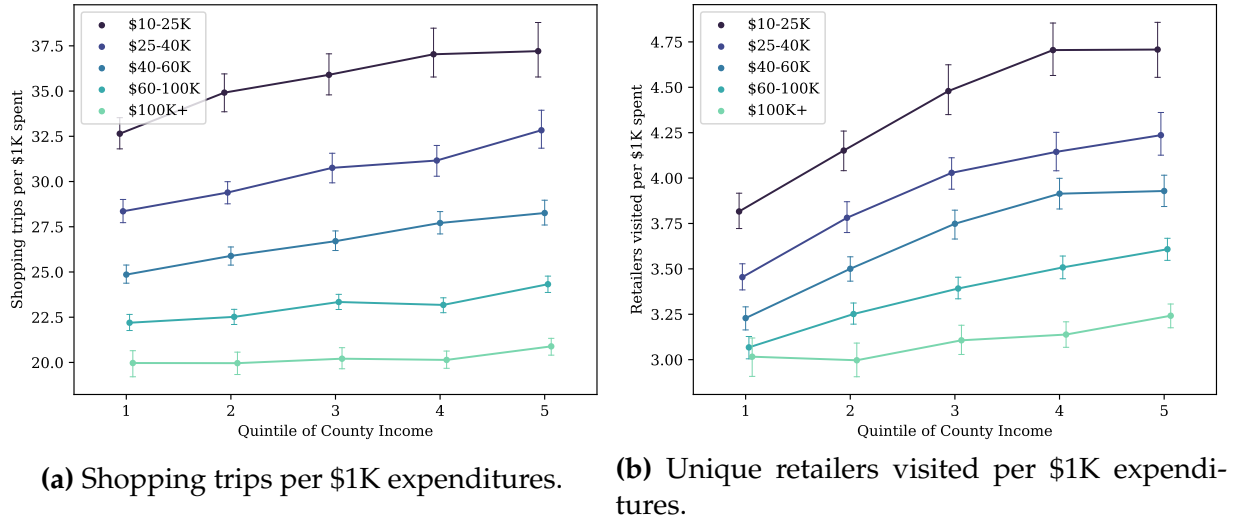 $10-25K
$25-40K
$40-60K
$60-100K
$100K+
37.5
35.0
32.5
30.0
27.5
25.0
22.5
20.0
Shopping trips per $1K spent
1 2 3 4 5
Quintile of County Income
(a) Shopping trips per $1K expenditures.
$10-25K
$25-40K
$40-60K
$60-100K
$100K+
4.75
4.50
4.25
4.00
3.75
3.50
3.25
3.00
Retailers visited per $1K spent
1 2 3 4 5
Quintile of County Income
(b) Unique retailers visited per $1K expendi-
tures.